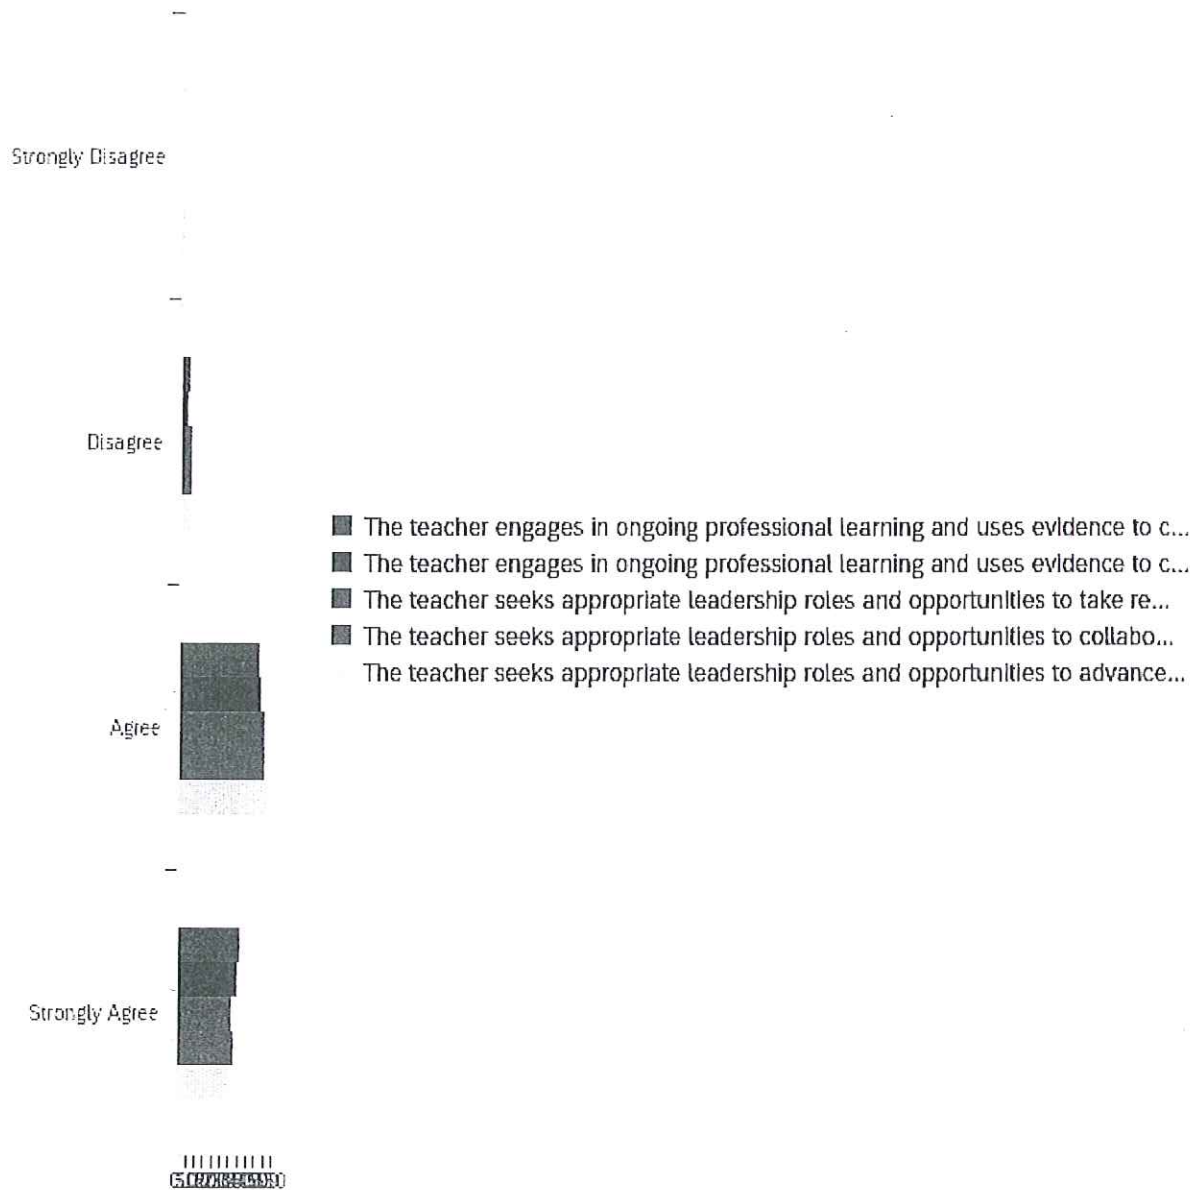 Strongly Disagree
Disagree
The teacher engages in ongoing professional learning and uses evidence to c...
The teacher engages in ongoing professional learning and uses evidence to c...
The teacher seeks appropriate leadership roles and opportunities to take re...
The teacher seeks appropriate leadership roles and opportunities to collabo...
The teacher seeks appropriate leadership roles and opportunities to advance...
Agree
Strongly Agree